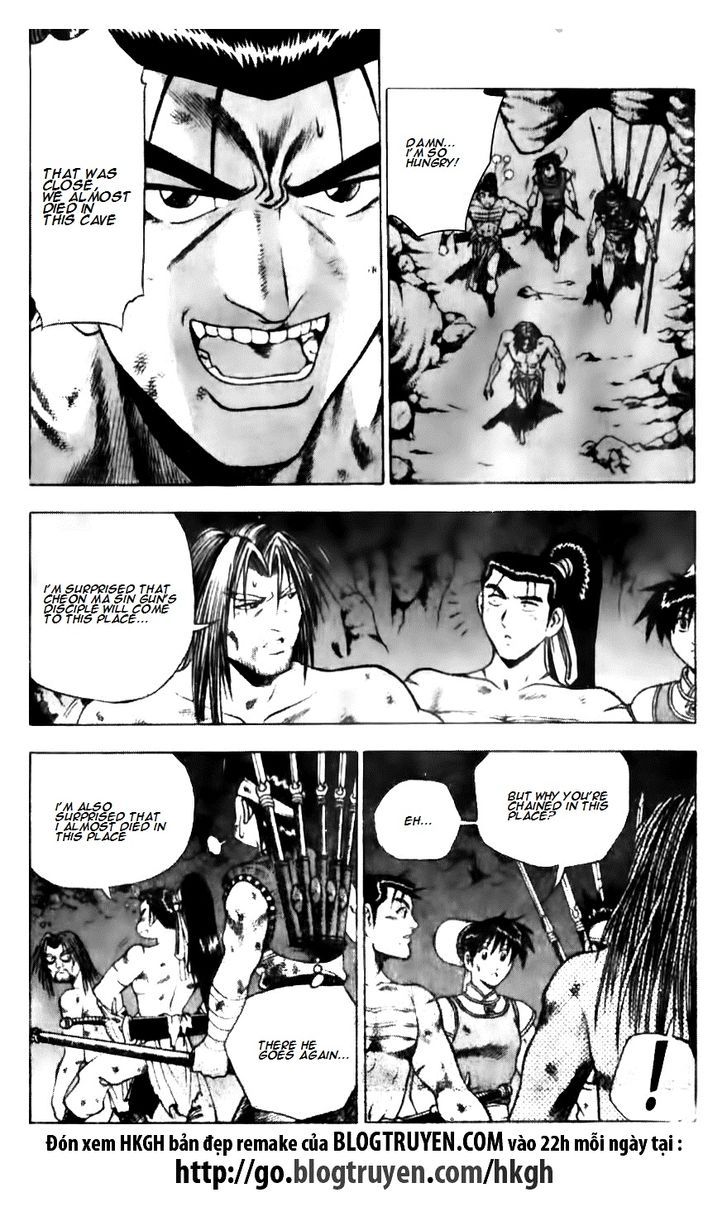 THAT WAS
CLOSE,
WE ALMOST
DIED IN
THIS CAVE
DAMN...
I'M SO
HUNGRY!
I'M SURPRISED THAT
CHEON MA SIN GUN'S
DISCIPLE WILL COME
TO THIS PLACE...
I'M ALSO
SURPRISED THAT
I ALMOST DIED IN
THIS PLACE
THERE HE
GOES AGAIN...
BUT WHY YOU'RE
CHAINED IN THIS
PLACE?
EH...
!
Đón xem HKGH bản đẹp remake của BLOGTRUYEN.COM vào 22h mỗi ngày tại :
http://go.blogtruyen.com/hkgh